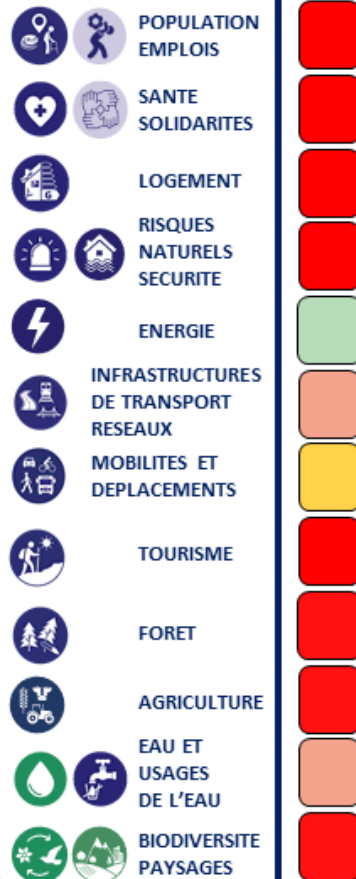 POPULATION
EMPLOIS
SANTE
SOLIDARITES
LOGEMENT
RISQUES
NATURELS
SECURITE
ENERGIE
INFRASTRUCTURES
DE TRANSPORT
RESEAUX
MOBILITES ET
DEPLACEMENTS
TOURISME
FORET
AGRICULTURE
EAU ET
USAGES
DE L'EAU
BIODIVERSITE
PAYSAGES